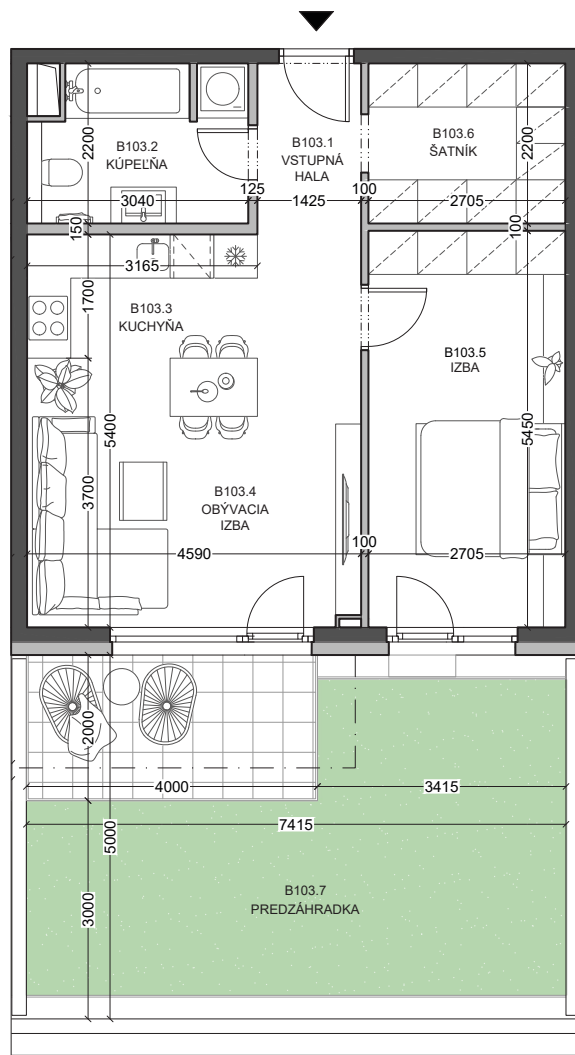 B103.2
KÚPEĽŇA
B103.1
VSTUPNÁ
HALA
B103.6
ŠATNÍK
2200
2200
3040
125
1425
100
2705
150
100
3165
1700
B103.3
KUCHYŇA
B103.5
IZBA
5400
5450
3700
B103.4
OBÝVACIA
IZBA
4590
100
2705
2000
4000
3415
7415
5000
3000
B103.7
PREDZÁHRADKA